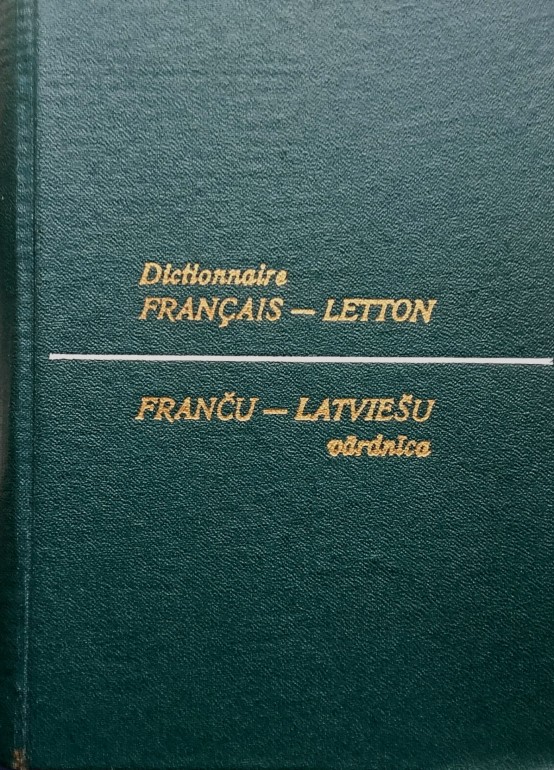 Dictionnaire
FRANÇAIS — LETTON
FRANČU — LATVIEŠU
vārdnīca